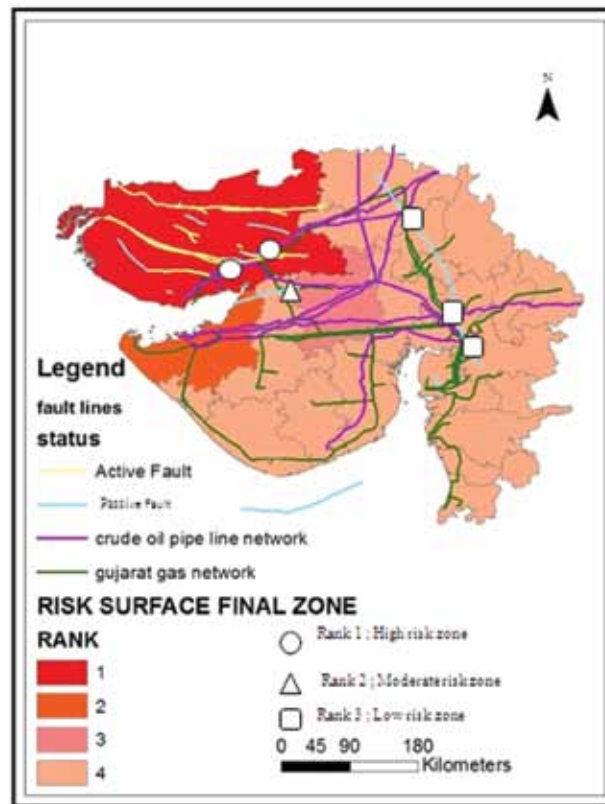 N
Legend
fault lines
status
Active Fault
Passive Fault
crude oil pipe line network
gujarat gas network
RISK SURFACE FINAL ZONE
RANK
1
2
3
4
Rank 1 ; High risk zone
Rank 2 ; Moderate risk zone
Rank 3 ; Low risk zone
0 45 90 180
Kilometers